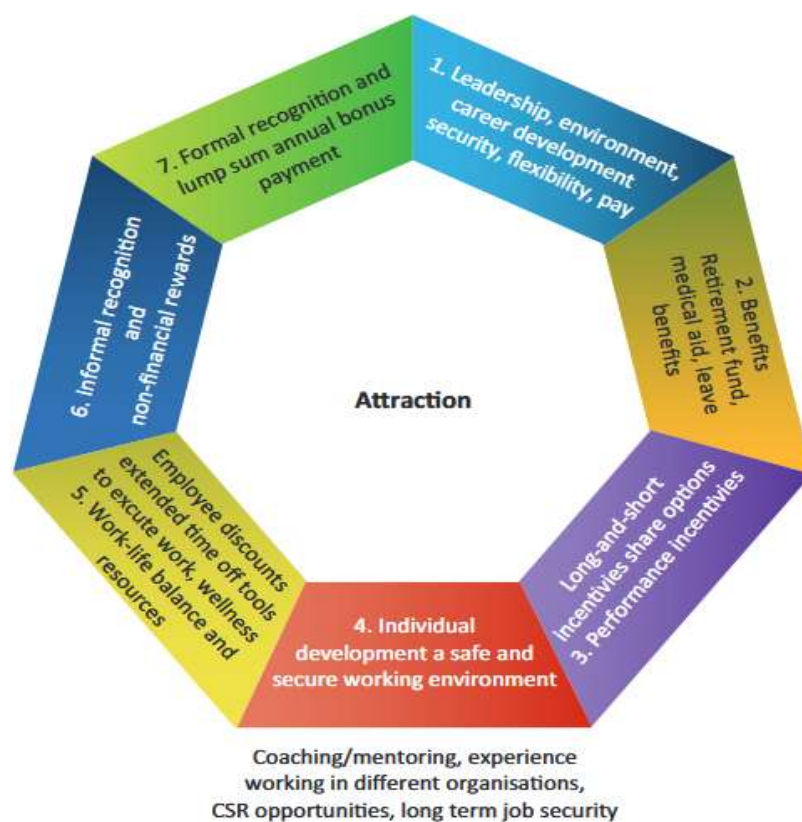 1. Leadership, environment,
career development
security, flexibility, pay
2. Benefits
Retirement fund,
medical aid, leave
benefits
Long-and-short
incentivies share options
3. Performance incentivies
4. Individual
development a safe and
secure working environment
Coaching/mentoring, experience
working in different organisations,
CSR opportunities, long term job security
Employee discounts
extended time off tools
to excute work, wellness
5. Work-life balance and
resources
6. Informal recognition
and
non-financial rewards
7. Formal recognition and
lump sum annual bonus
payment
Attraction